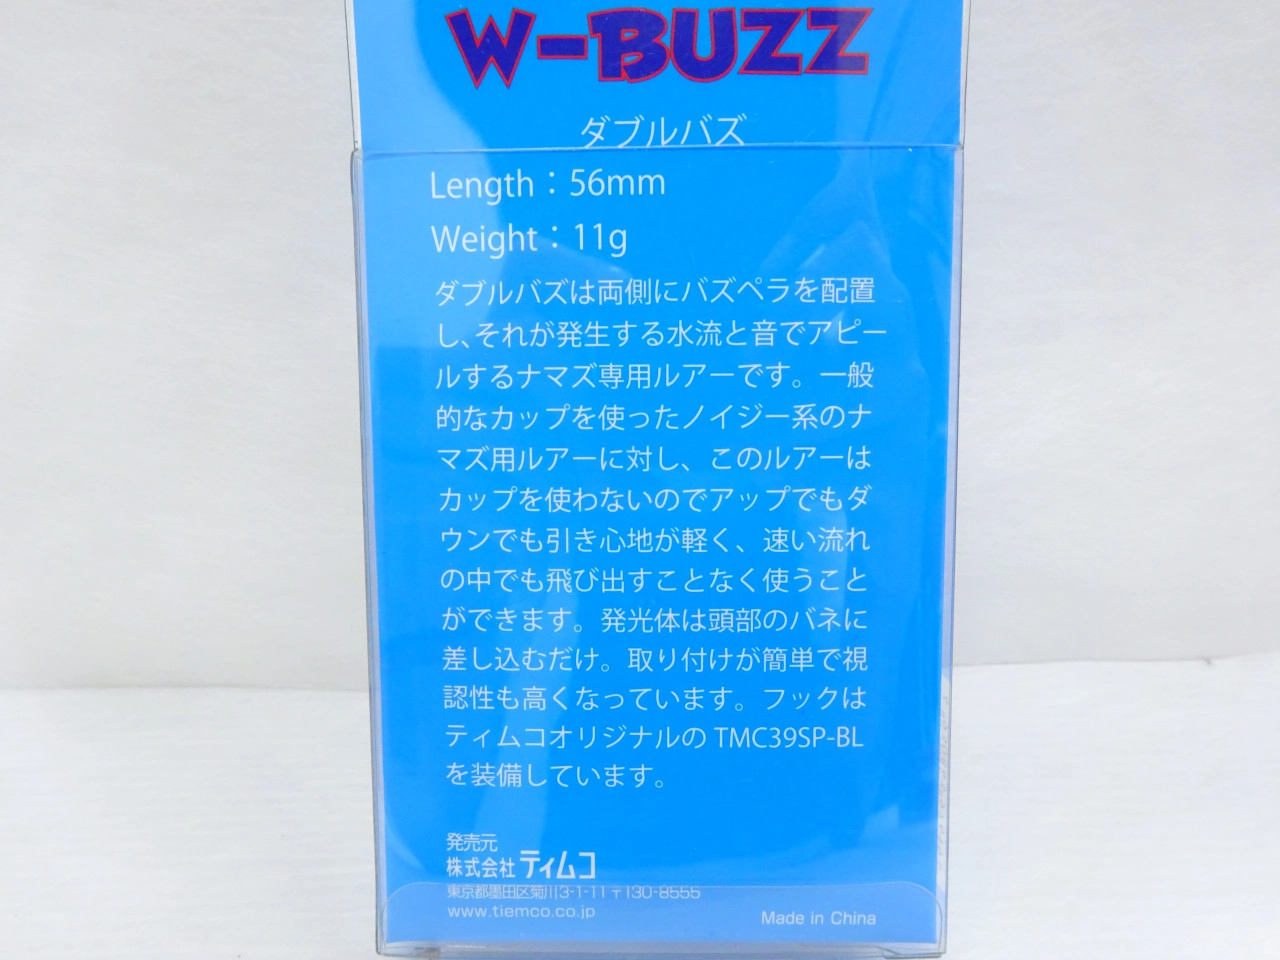 W-BUZZ
ダブルバズ
Length：56mm
Weight：11g
ダブルバズは両側にバズペラを配置
し、それが発生する水流と音でアピー
ルするナマズ専用ルアーです。一般
的なカップを使ったノイジー系のナ
マズ用ルアーに対し、このルアーは
カップを使わないのでアップでもダ
ウンでも引き心地が軽く、速い流れ
の中でも飛び出すことなく使うこと
ができます。発光体は頭部のバネに
差し込むだけ。取り付けが簡単で視
認性も高くなっています。フックは
ティムコオリジナルの TMC39SP-BL
を装備しています。
発売元
株式会社ティムコ
東京都墨田区菊川3-1-11 〒130-8555
www.tiemco.co.jp
Made in China